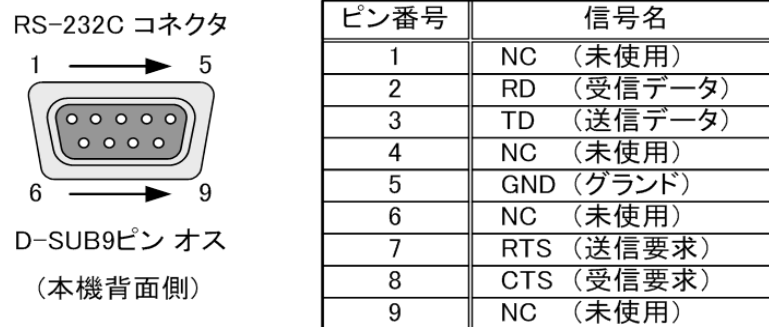 RS-232C コネクタ
1 5
6 9
D-SUB9ピン オス
（本機背面側）
ピン番号 信号名
1 NC （未使用）
2 RD （受信データ）
3 TD （送信データ）
4 NC （未使用）
5 GND （グランド）
6 NC （未使用）
7 RTS （送信要求）
8 CTS （受信要求）
9 NC （未使用）